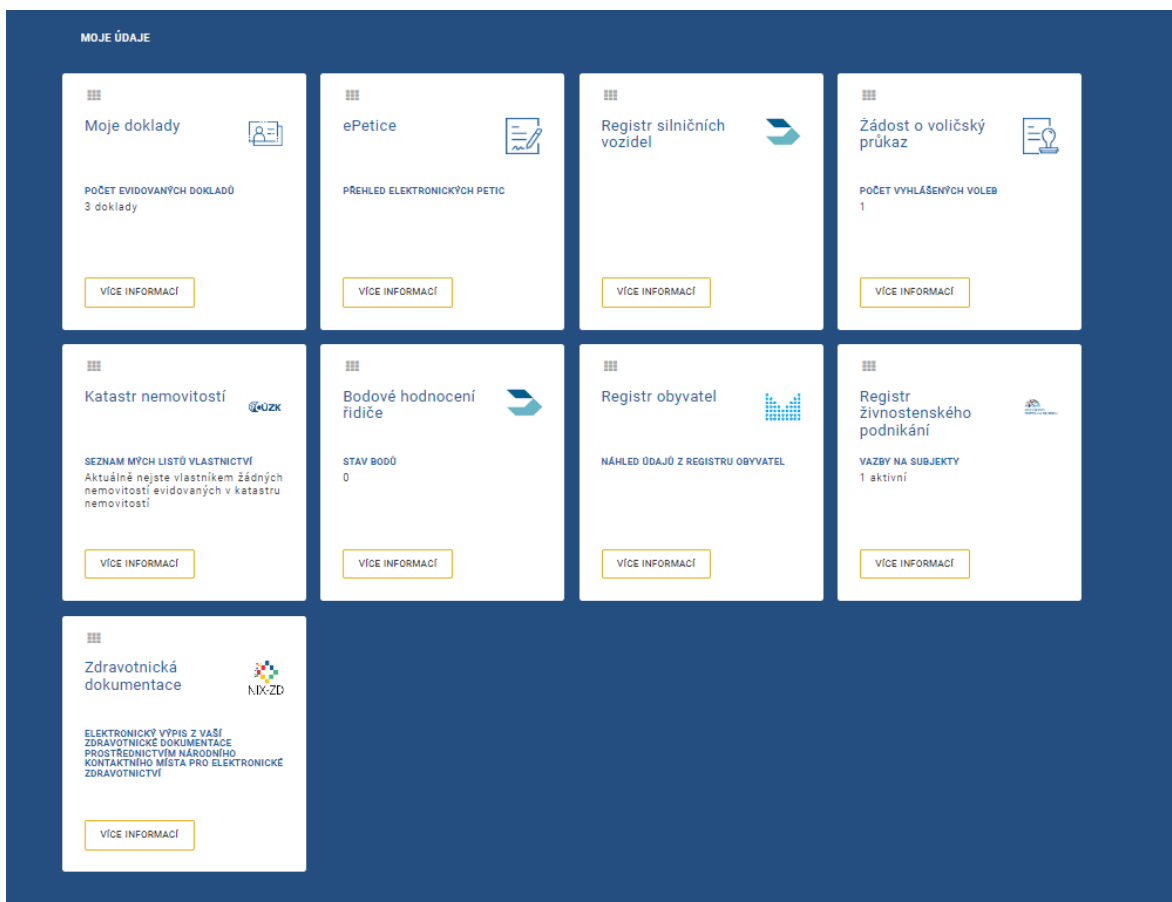 MOJE ÚDAJE
Moje doklady
POČET EVIDOVANÝCH DOKLADŮ
3 doklady
VÍCE INFORMACÍ
ePetice
PŘEHLED ELEKTRONICKÝCH PETIC
VÍCE INFORMACÍ
Registr silničních
vozidel
VÍCE INFORMACÍ
Žádost o voličský
průkaz
POČET VYHLÁŠENÝCH VOLEB
1
VÍCE INFORMACÍ
Katastr nemovitostí
ČÚZK
SEZNAM MÝCH LISTŮ VLASTNICTVÍ
Aktuálně nejste vlastníkem žádných
nemovitostí evidovaných v katastru
nemovitostí
VÍCE INFORMACÍ
Bodové hodnocení
řidiče
STAV BODŮ
0
VÍCE INFORMACÍ
Registr obyvatel
NÁHLED ÚDAJŮ Z REGISTRU OBYVATEL
VÍCE INFORMACÍ
Registr
živnostenského
podnikání
VAZBY NA SUBJEKTY
1 aktivní
VÍCE INFORMACÍ
Zdravotnická
dokumentace
NIX-ZD
ELEKTRONICKÝ VÝPIS Z VAŠÍ
ZDRAVOTNICKÉ DOKUMENTACE
PROSTŘEDNICTVÍM NÁRODNÍHO
KONTAKTNÍHO MÍSTA PRO ELEKTRONICKÉ
ZDRAVOTNICTVÍ
VÍCE INFORMACÍ